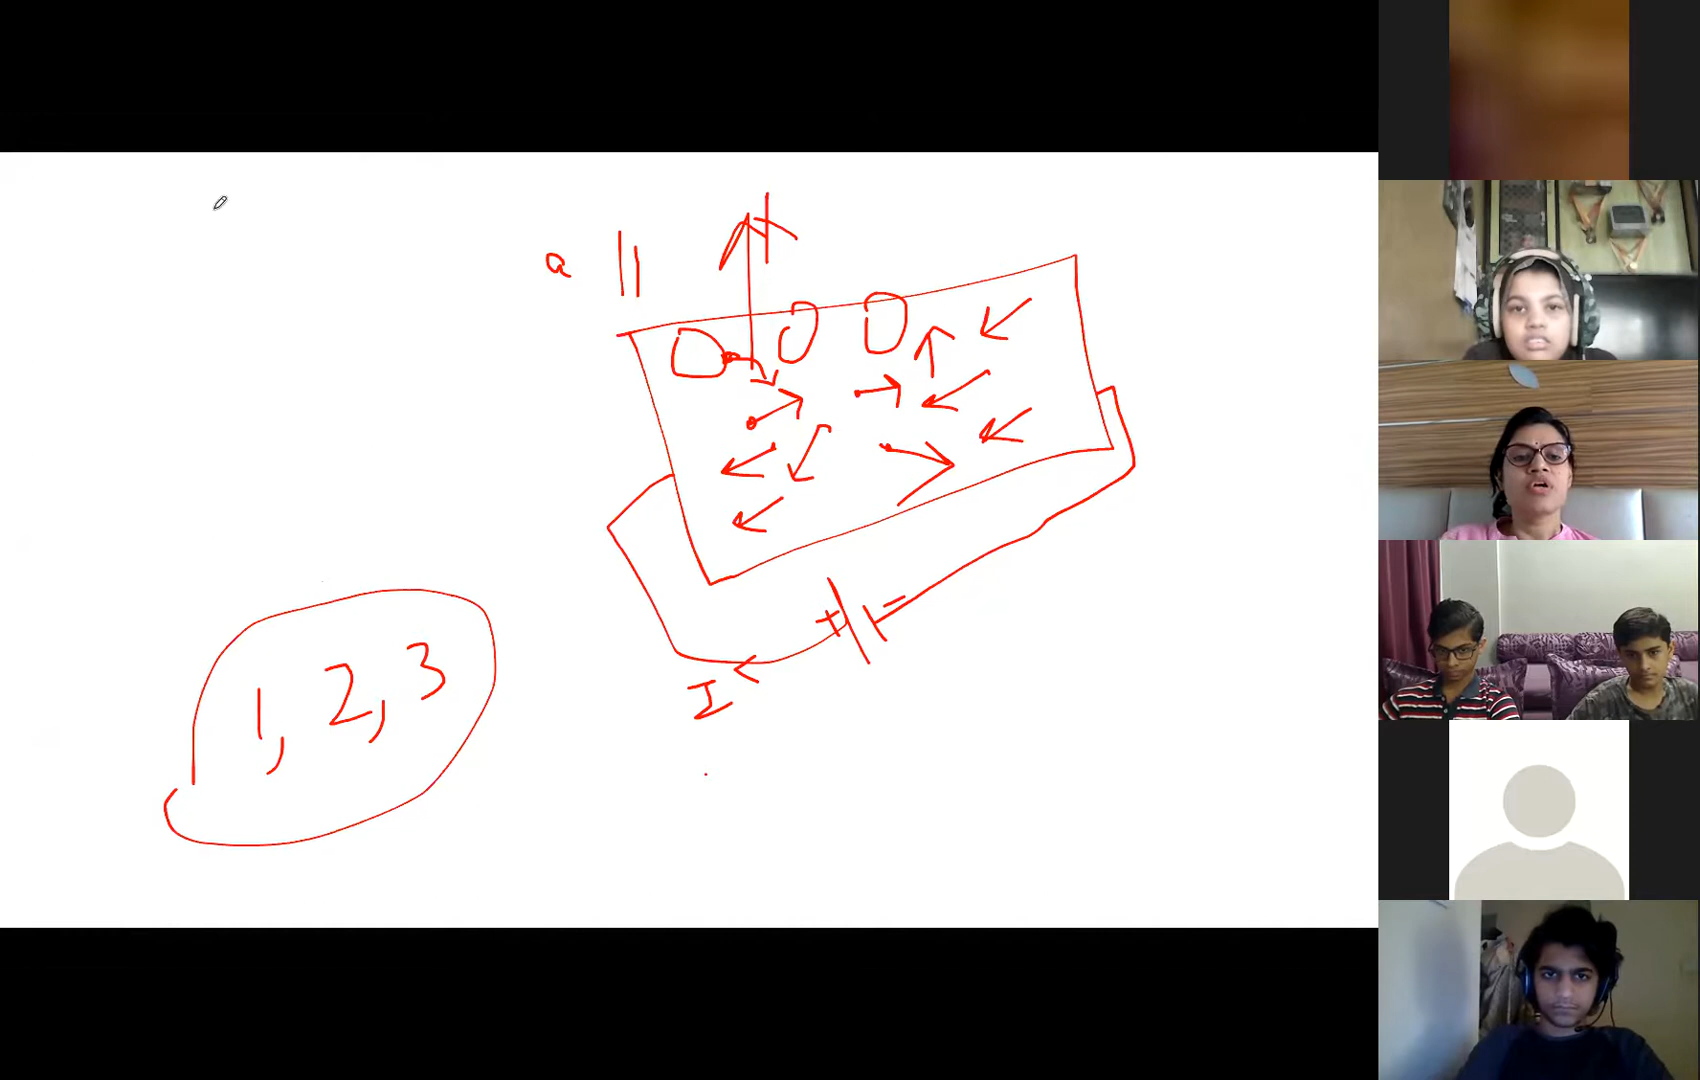 a ||
+ =
I
1, 2, 3